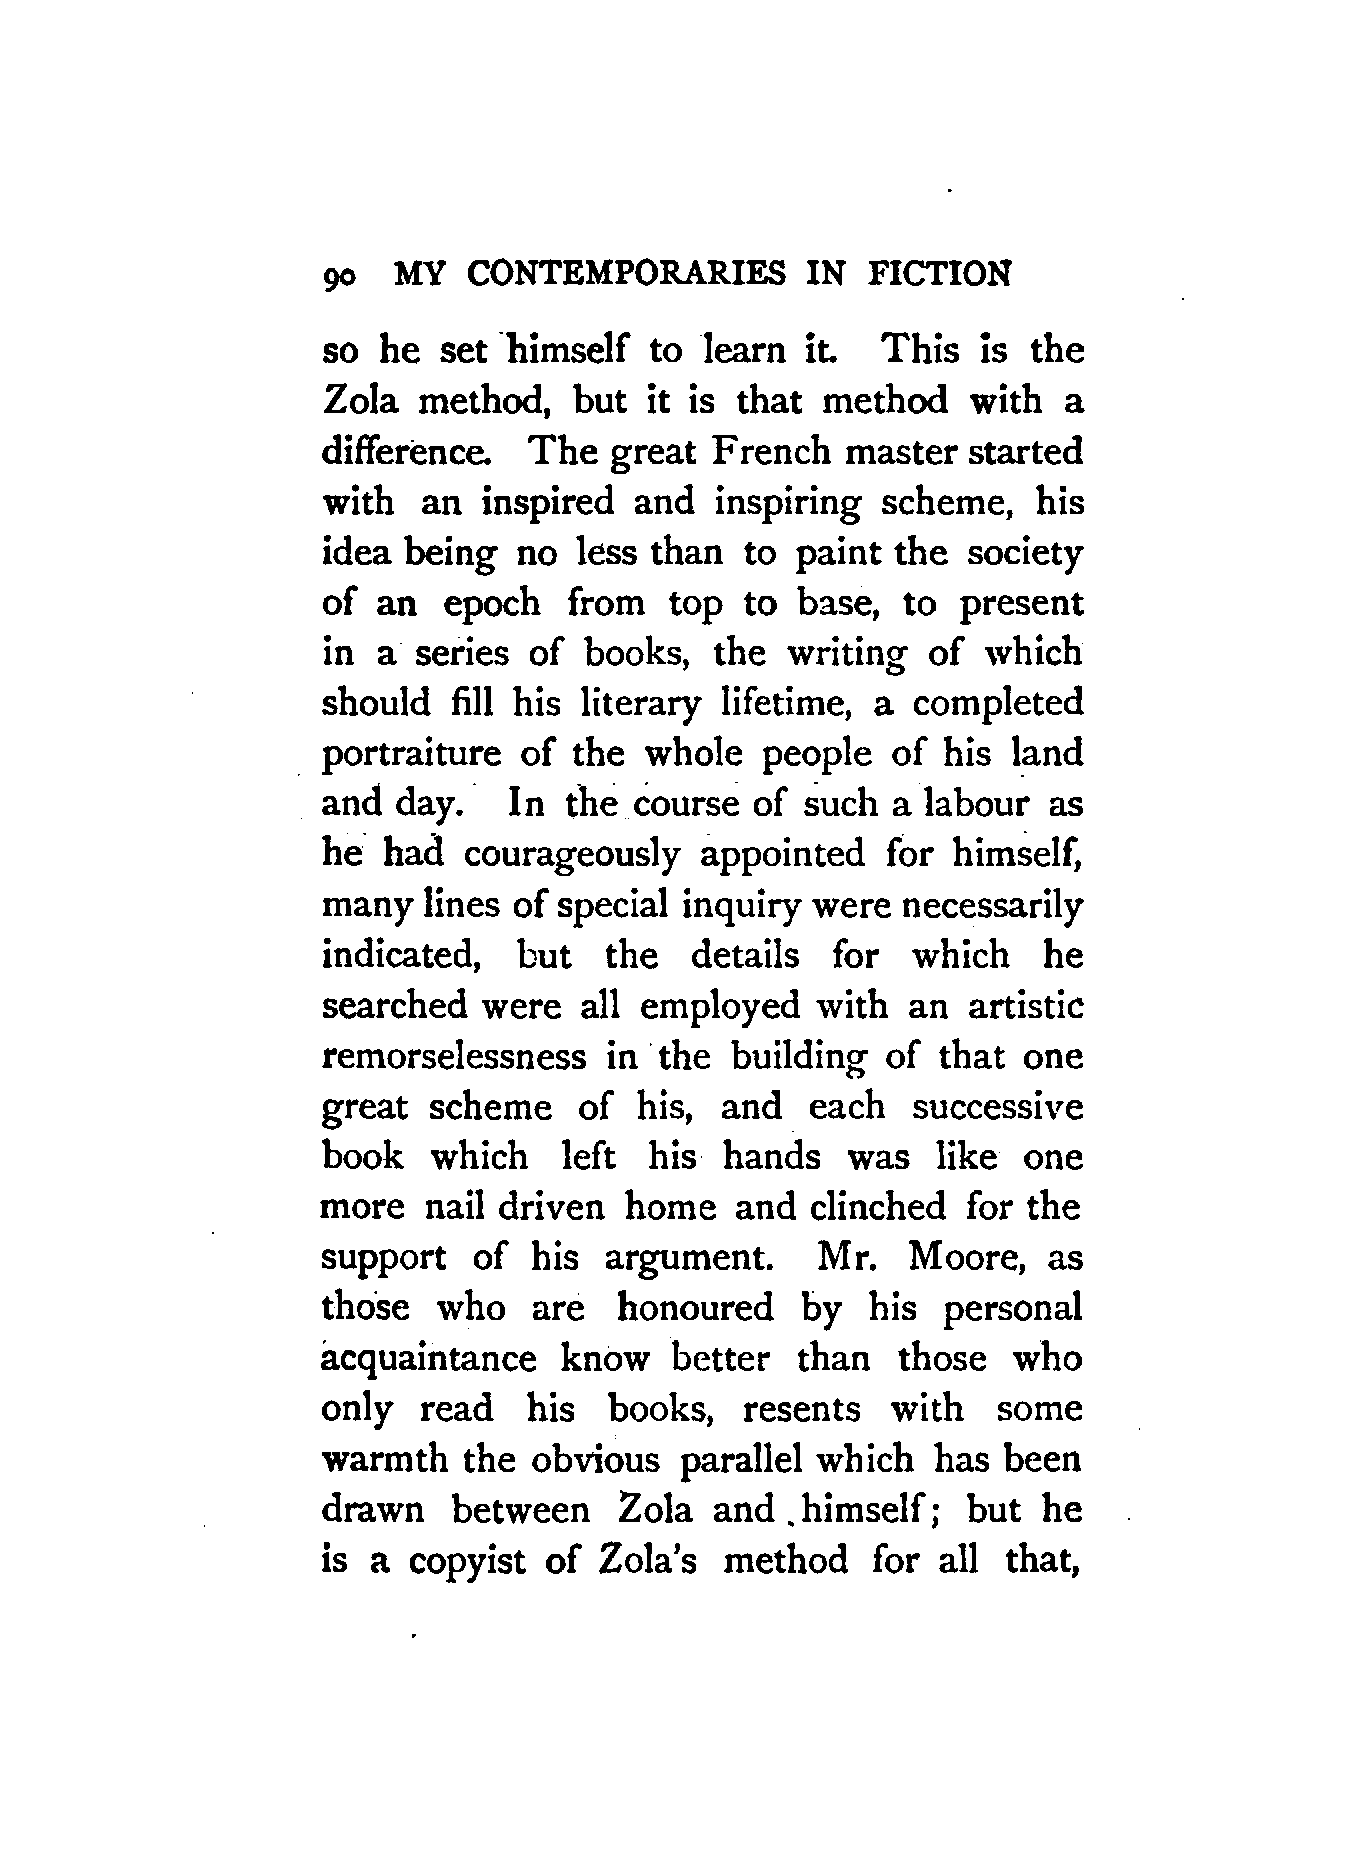 90 MY CONTEMPORARIES IN FICTION
so he set himself to learn it. This is the
Zola method, but it is that method with a
difference. The great French master started
with an inspired and inspiring scheme, his
idea being no less than to paint the society
of an epoch from top to base, to present
in a series of books, the writing of which
should fill his literary lifetime, a completed
portraiture of the whole people of his land
and day. In the course of such a labour as
he had courageously appointed for himself,
many lines of special inquiry were necessarily
indicated, but the details for which he
searched were all employed with an artistic
remorselessness in the building of that one
great scheme of his, and each successive
book which left his hands was like one
more nail driven home and clinched for the
support of his argument. Mr. Moore, as
those who are honoured by his personal
acquaintance know better than those who
only read his books, resents with some
warmth the obvious parallel which has been
drawn between Zola and himself; but he
is a copyist of Zola's method for all that,